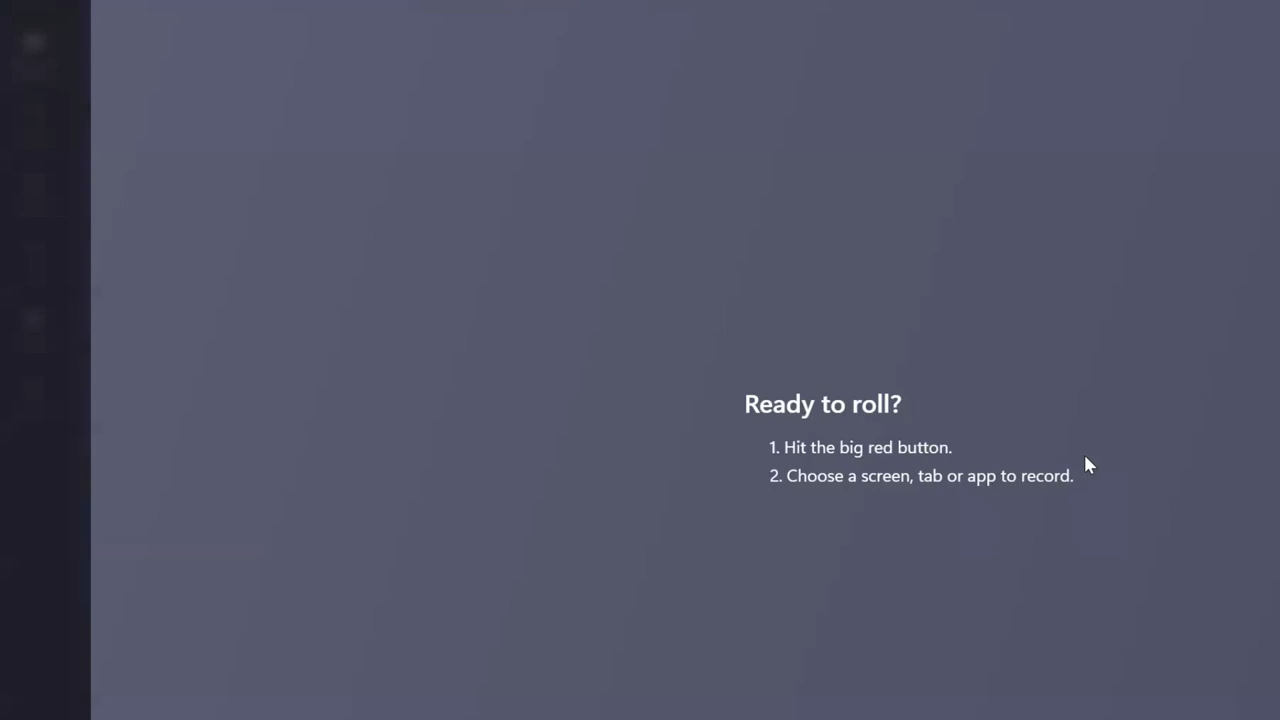 Ready to roll?
1. Hit the big red button.
2. Choose a screen, tab or app to record.